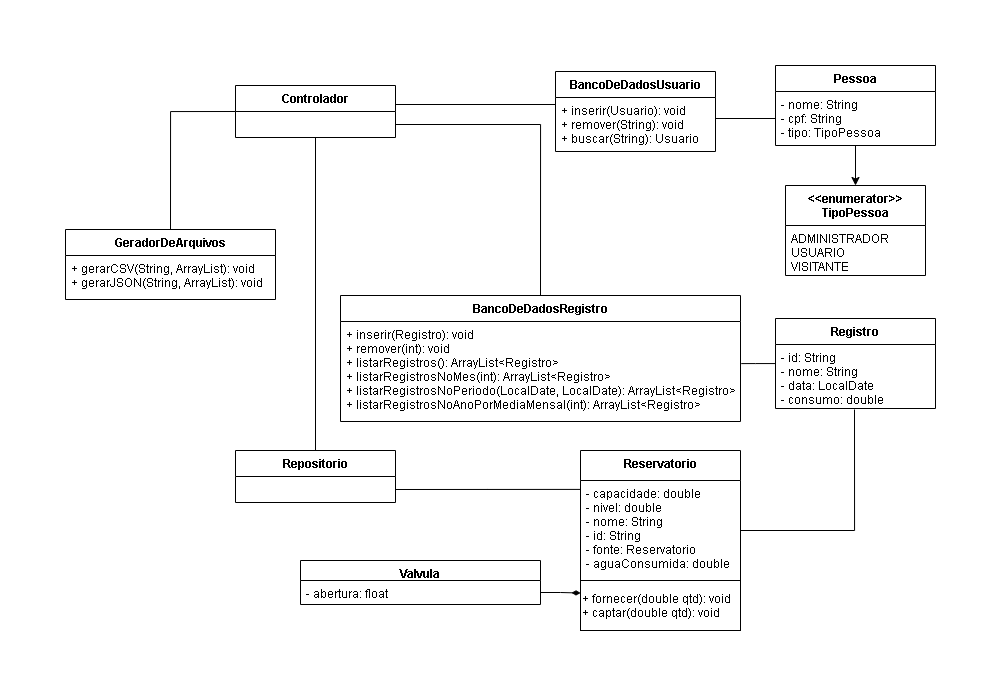 Controlador
BancoDeDadosUsuario
+ inserir(Usuario): void
+ remover(String): void
+ buscar(String): Usuario
Pessoa
- nome: String
- cpf: String
- tipo: TipoPessoa
<<enumerator>>
TipoPessoa
ADMINISTRADOR
USUARIO
VISITANTE
GeradorDeArquivos
+ gerarCSV(String, ArrayList): void
+ gerarJSON(String, ArrayList): void
BancoDeDadosRegistro
+ inserir(Registro): void
+ remover(int): void
+ listarRegistros(): ArrayList<Registro>
+ listarRegistrosNoMes(int): ArrayList<Registro>
+ listarRegistrosNoPeriodo(LocalDate, LocalDate): ArrayList<Registro>
+ listarRegistrosNoAnoPorMediaMensal(int): ArrayList<Registro>
Registro
- id: String
- nome: String
- data: LocalDate
- consumo: double
Repositorio
Reservatorio
- capacidade: double
- nivel: double
- nome: String
- id: String
- fonte: Reservatorio
- aguaConsumida: double
+ fornecer(double qtd): void
+ captar(double qtd): void
Valvula
- abertura: float